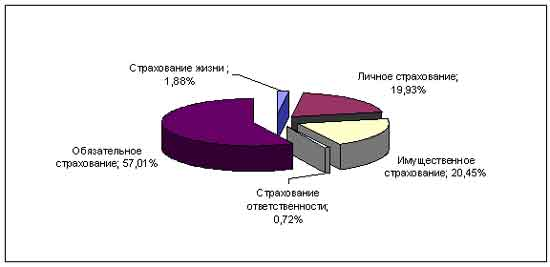 Страхование жизни ;
1,88%
Личное страхование;
19,93%
Обязательное
страхование; 57,01%
Имущественное
страхование; 20,45%
Страхование
ответственности;
0,72%